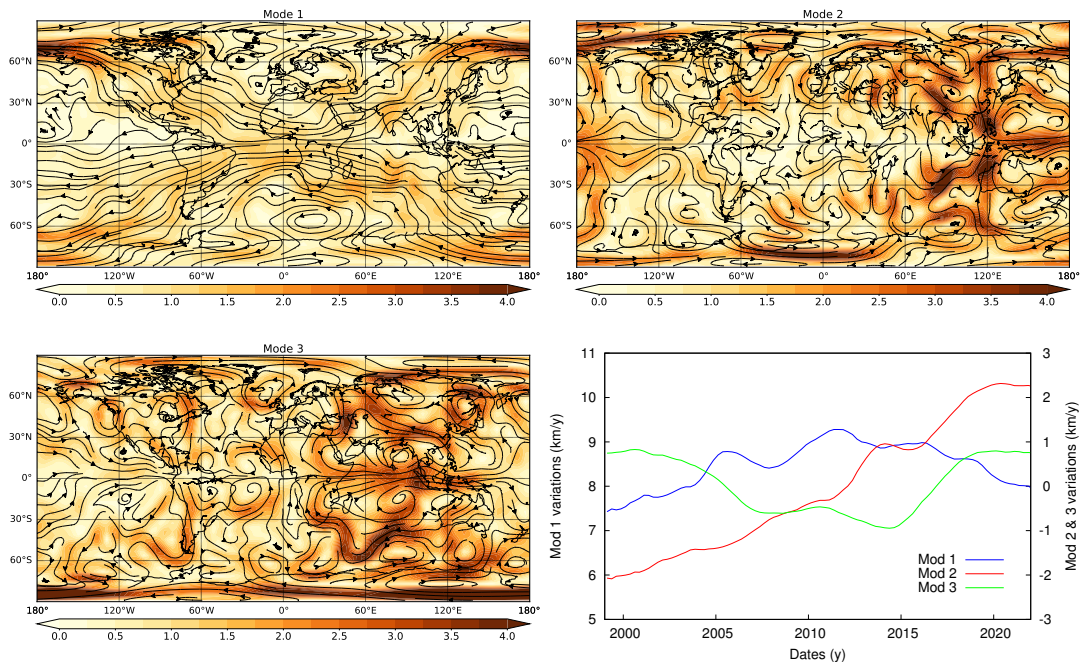 Mode 1
60°N
30°N
0°
30°S
60°S
180° 120°W 60°W 0° 60°E 120°E 180°
0.0 0.5 1.0 1.5 2.0 2.5 3.0 3.5 4.0
Mode 2
60°N
30°N
0°
30°S
60°S
180° 120°W 60°W 0° 60°E 120°E 180°
0.0 0.5 1.0 1.5 2.0 2.5 3.0 3.5 4.0
Mode 3
60°N
30°N
0°
30°S
60°S
180° 120°W 60°W 0° 60°E 120°E 180°
0.0 0.5 1.0 1.5 2.0 2.5 3.0 3.5 4.0
Mod 1 variations (km/y)
11
10
9
8
7
6
5
3
2
1
0
-1
-2
-3
Mod 2 & 3 variations (km/y)
Mod 1
Mod 2
Mod 3
2000 2005 2010 2015 2020
Dates (y)